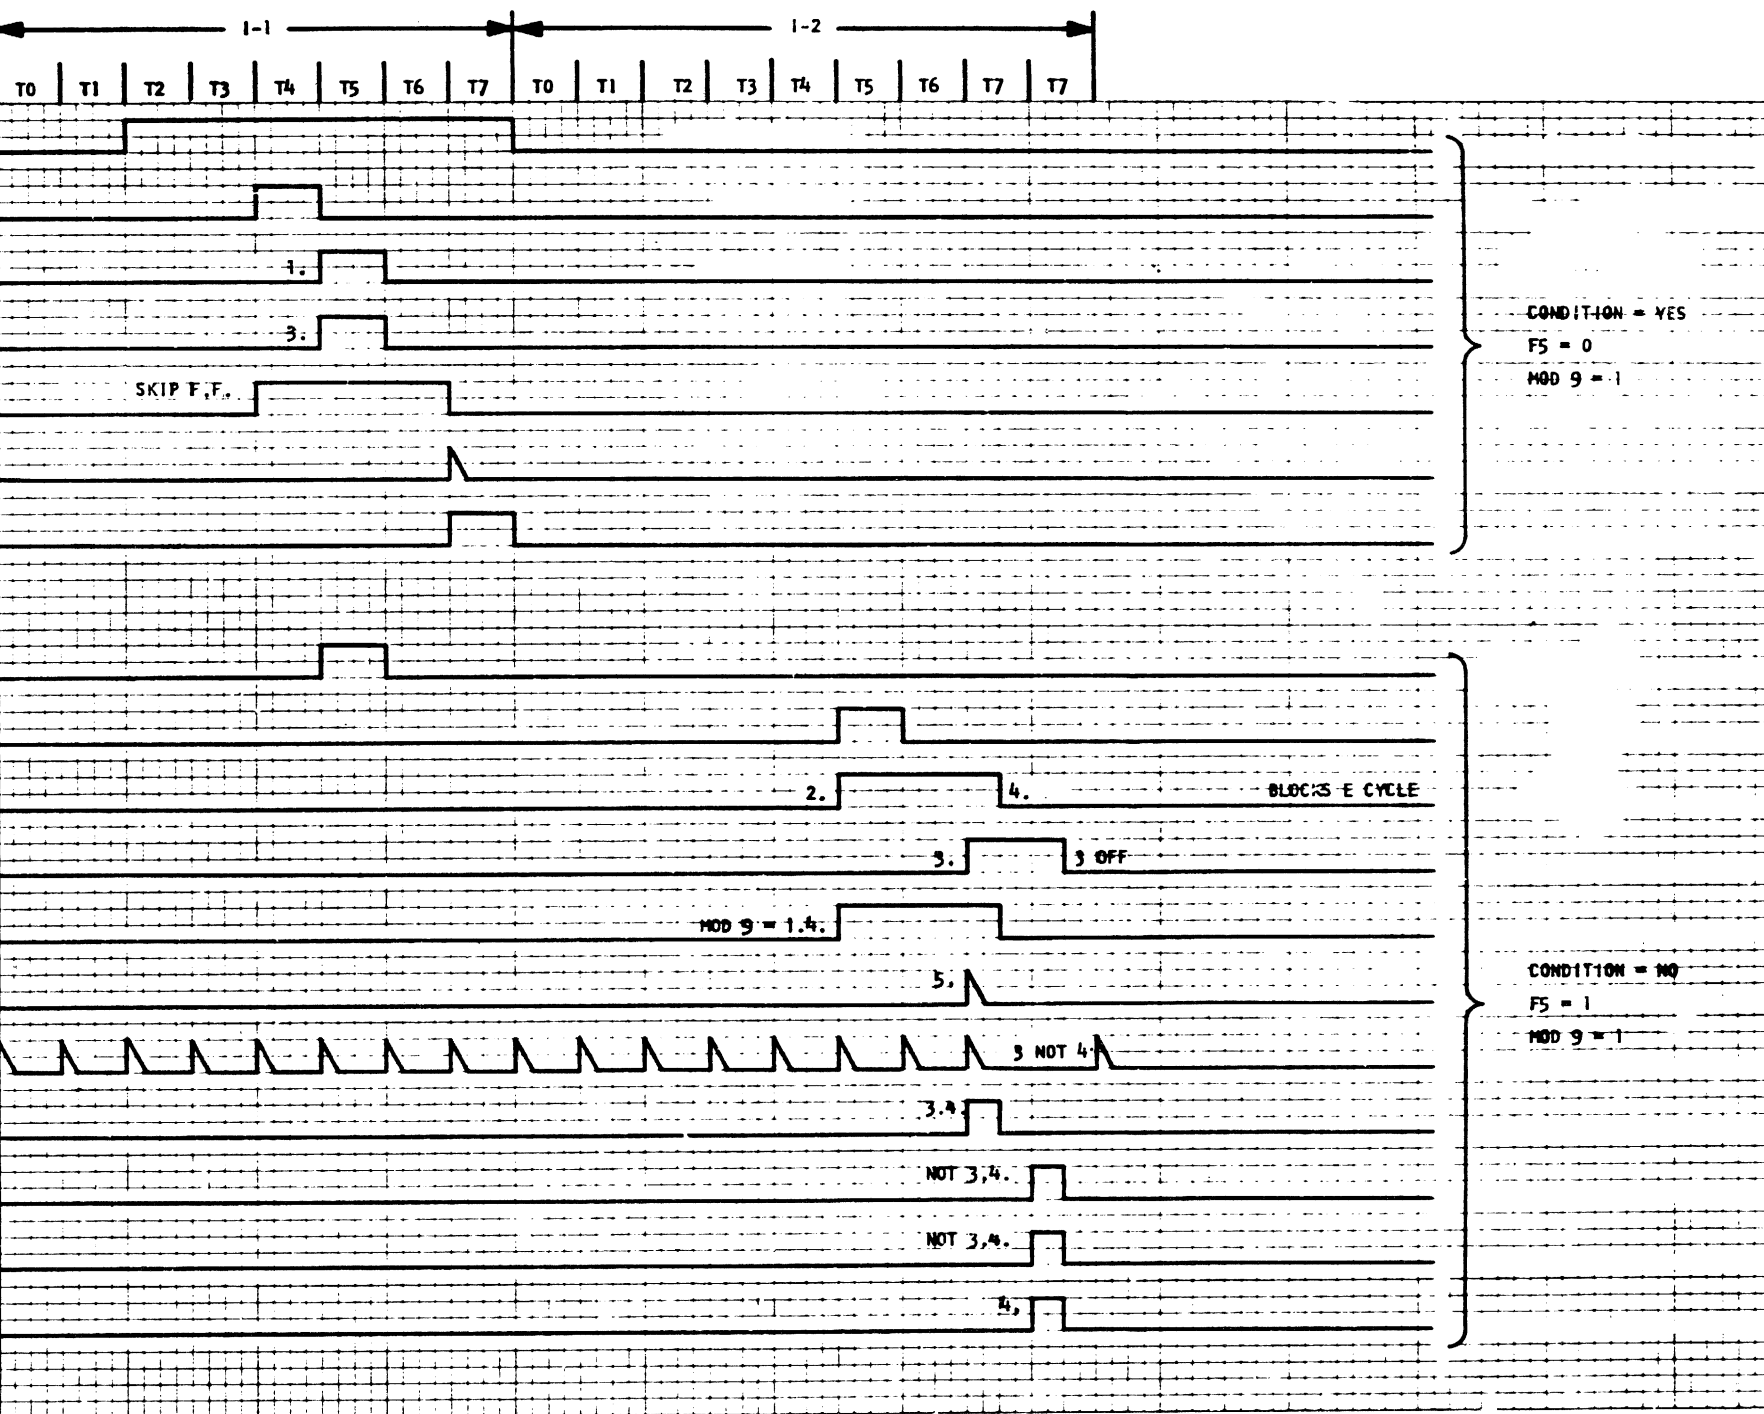 I-1 I-2
T0 T1 T2 T3 T4 T5 T6 T7 T0 T1 T2 T3 T4 T5 T6 T7 T7
1.
3.
CONDITION = YES
F5 = 0
MOD 9 = 1
SKIP F.F.
2. 4. BLOCKS E CYCLE
3. 3 OFF
MOD 9 = 1.4.
5.
CONDITION = NO
F5 = 1
MOD 9 = 1
3 NOT 4.
3.4.
NOT 3,4.
NOT 3,4.
4,